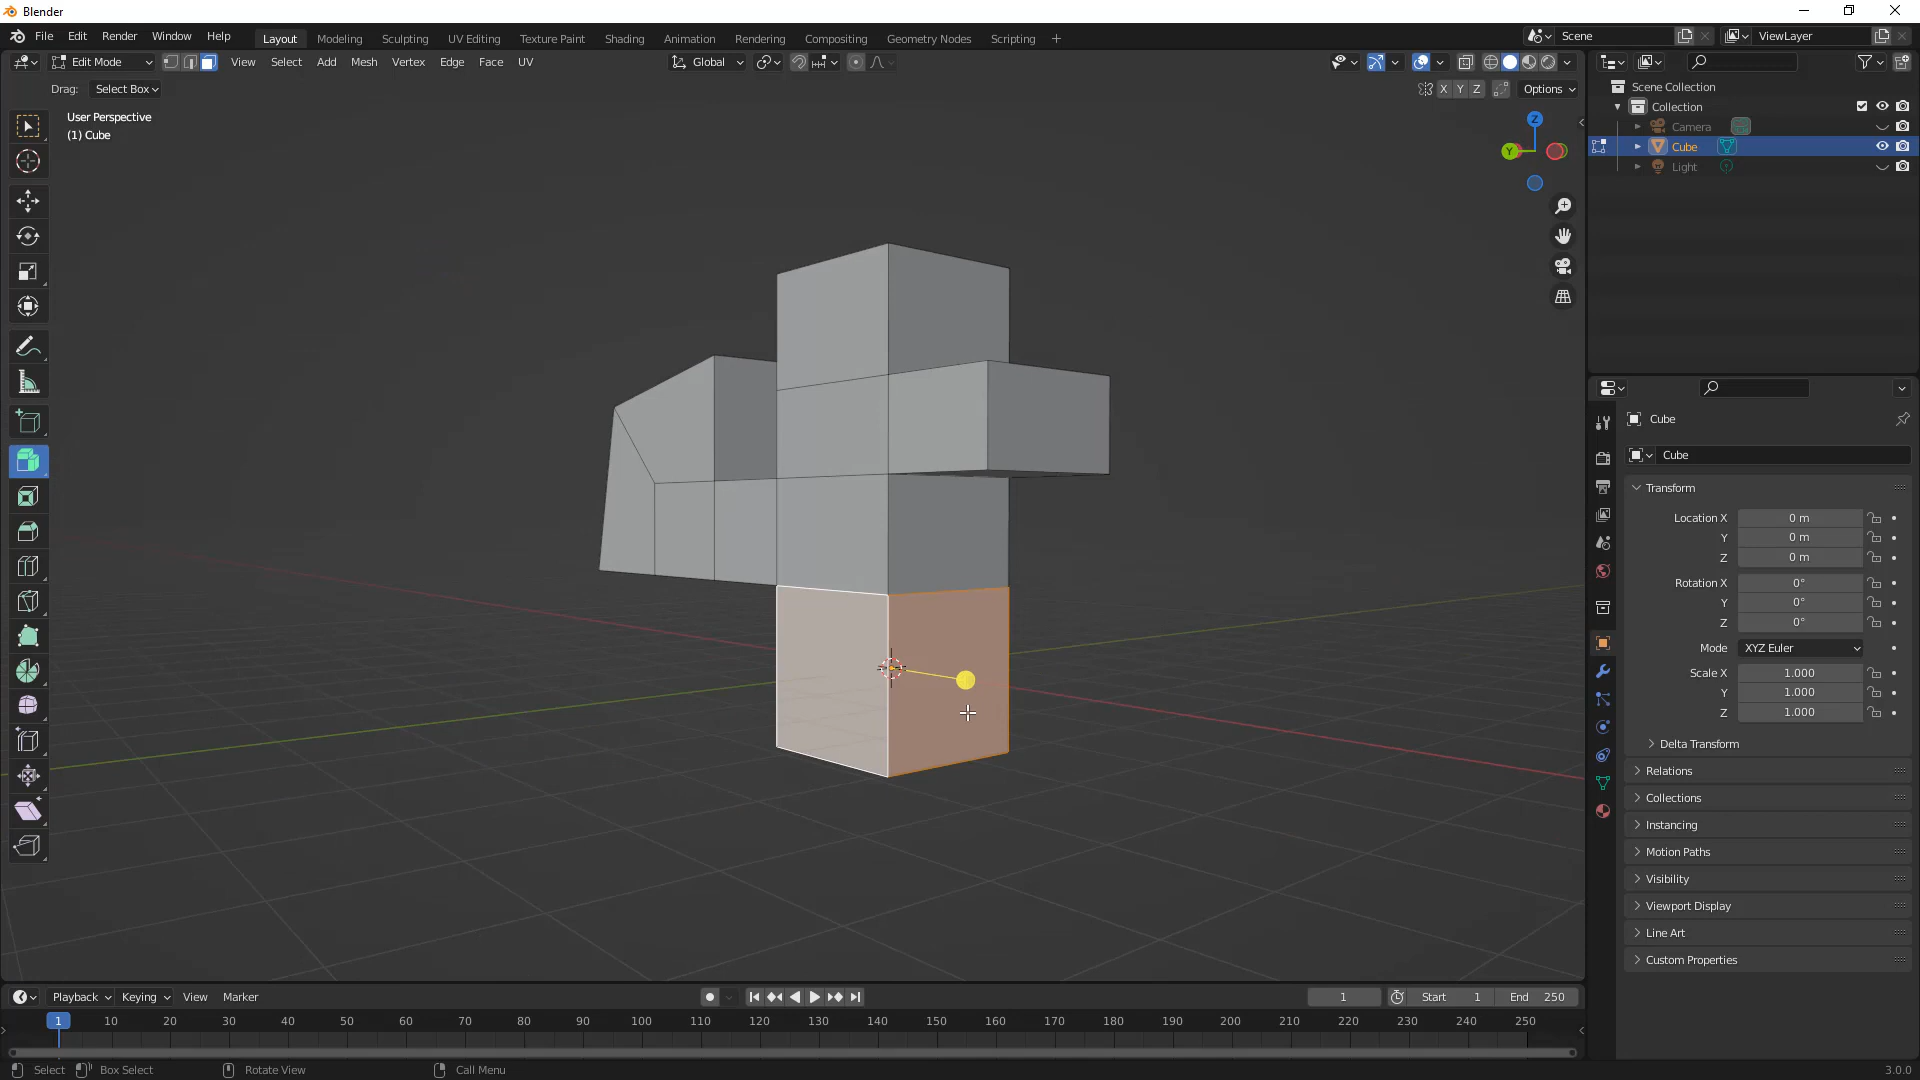 Blender
File Edit Render Window Help Layout Modeling Sculpting UV Editing Texture Paint Shading Animation Rendering Compositing Geometry Nodes Scripting + Scene ViewLayer
Edit Mode View Select Add Mesh Vertex Edge Face UV Global
Drag: Select Box X Y Z Options
User Perspective
(1) Cube
Z
Y
Scene Collection
Collection
Camera
Cube
Light
Cube
Cube
Transform
Location X 0 m
Y 0 m
Z 0 m
Rotation X 0°
Y 0°
Z 0°
Mode XYZ Euler
Scale X 1.000
Y 1.000
Z 1.000
Delta Transform
Relations
Collections
Instancing
Motion Paths
Visibility
Viewport Display
Line Art
Custom Properties
Playback Keying View Marker 1 Start 1 End 250
1 10 20 30 40 50 60 70 80 90 100 110 120 130 140 150 160 170 180 190 200 210 220 230 240 250
Select Box Select Rotate View Call Menu 3.0.0